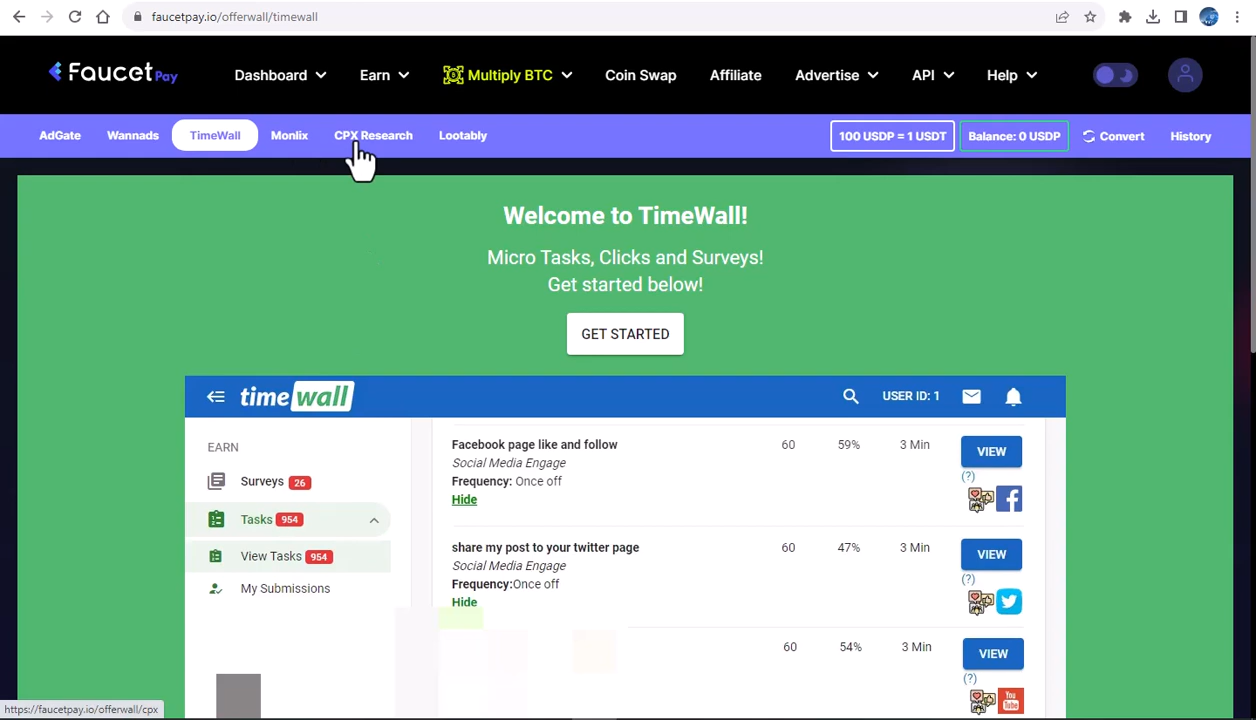 faucetpay.io/offerwall/timewall
FaucetPay Dashboard Earn Multiply BTC Coin Swap Affiliate Advertise API Help
AdGate Wannads TimeWall Monlix CPX Research Lootably 100 USDP = 1 USDT Balance: 0 USDP Convert History
Welcome to TimeWall!
Micro Tasks, Clicks and Surveys!
Get started below!
GET STARTED
timewall USER ID: 1
EARN
Surveys 26
Tasks 954
View Tasks 954
My Submissions
Facebook page like and follow 60 59% 3 Min VIEW
Social Media Engage
(?)
Frequency: Once off
Hide
share my post to your twitter page 60 47% 3 Min VIEW
Social Media Engage
(?)
Frequency:Once off
Hide
60 54% 3 Min VIEW
(?)
You Tube
https://faucetpay.io/offerwall/cpx